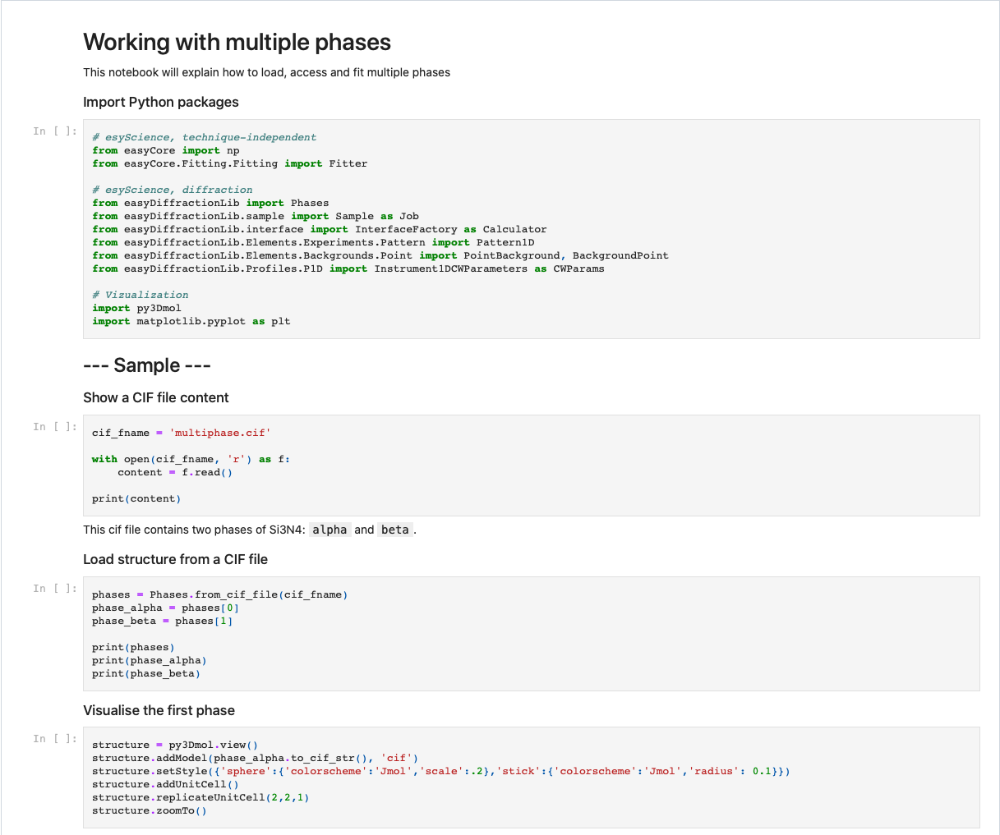 Working with multiple phases
This notebook will explain how to load, access and fit multiple phases
Import Python packages
In [ ]:
# esyScience, technique-independent
from easyCore import np
from easyCore.Fitting.Fitting import Fitter
# esyScience, diffraction
from easyDiffractionLib import Phases
from easyDiffractionLib.sample import Sample as Job
from easyDiffractionLib.interface import InterfaceFactory as Calculator
from easyDiffractionLib.Elements.Experiments.Pattern import Pattern1D
from easyDiffractionLib.Elements.Backgrounds.Point import PointBackground, BackgroundPoint
from easyDiffractionLib.Profiles.P1D import Instrument1DCWParameters as CWParams
# Vizualization
import py3Dmol
import matplotlib.pyplot as plt
--- Sample ---
Show a CIF file content
In [ ]:
cif_fname = 'multiphase.cif'
with open(cif_fname, 'r') as f:
    content = f.read()
print(content)
This cif file contains two phases of Si3N4: alpha and beta.
Load structure from a CIF file
In [ ]:
phases = Phases.from_cif_file(cif_fname)
phase_alpha = phases[0]
phase_beta = phases[1]
print(phases)
print(phase_alpha)
print(phase_beta)
Visualise the first phase
In [ ]:
structure = py3Dmol.view()
structure.addModel(phase_alpha.to_cif_str(), 'cif')
structure.setStyle({'sphere':{'colorscheme':'Jmol','scale':.2},'stick':{'colorscheme':'Jmol','radius': 0.1}})
structure.addUnitCell()
structure.replicateUnitCell(2,2,1)
structure.zoomTo()